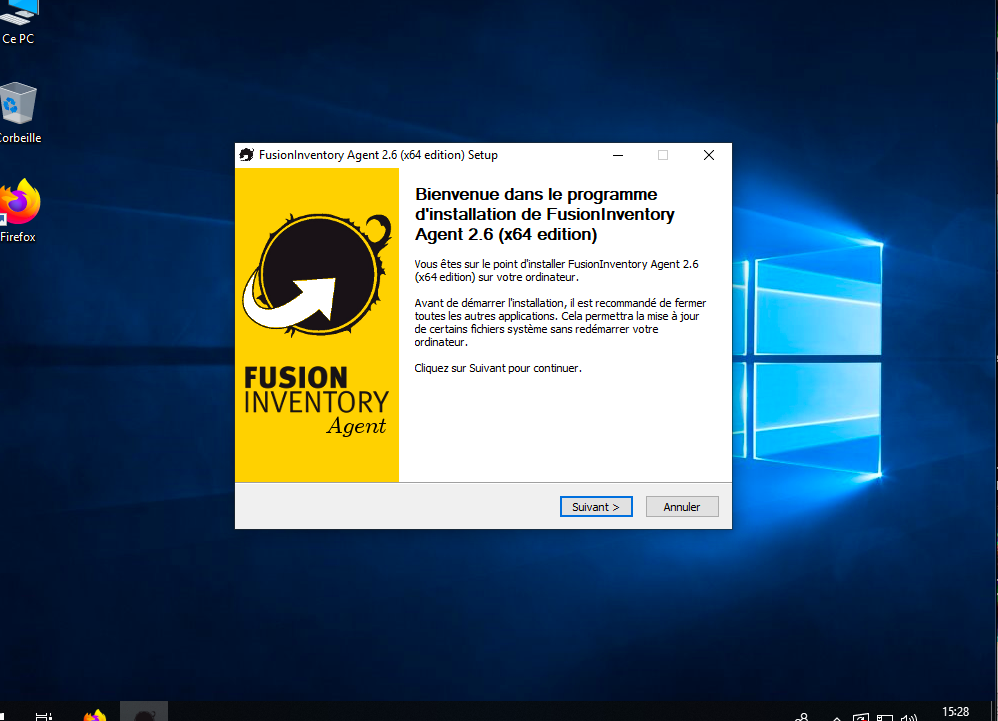 Ce PC
Corbeille
Firefox
FusionInventory Agent 2.6 (x64 edition) Setup
Bienvenue dans le programme
d'installation de FusionInventory
Agent 2.6 (x64 edition)
Vous êtes sur le point d'installer FusionInventory Agent 2.6
(x64 edition) sur votre ordinateur.
Avant de démarrer l'installation, il est recommandé de fermer
toutes les autres applications. Cela permettra la mise à jour
de certains fichiers système sans redémarrer votre
ordinateur.
Cliquez sur Suivant pour continuer.
FUSION
INVENTORY
Agent
Suivant >
Annuler
15:28